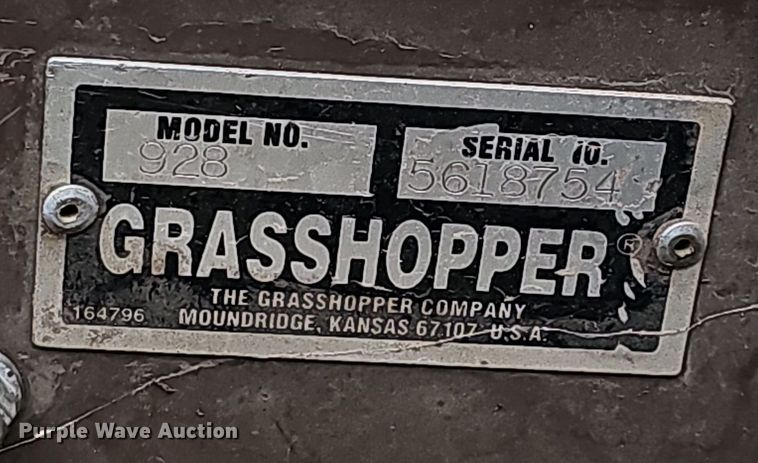 MODEL NO. SERIAL NO.
928 5618754
GRASSHOPPER®
THE GRASSHOPPER COMPANY
164796 MOUNDRIDGE, KANSAS 67107 U.S.A.
Purple Wave Auction